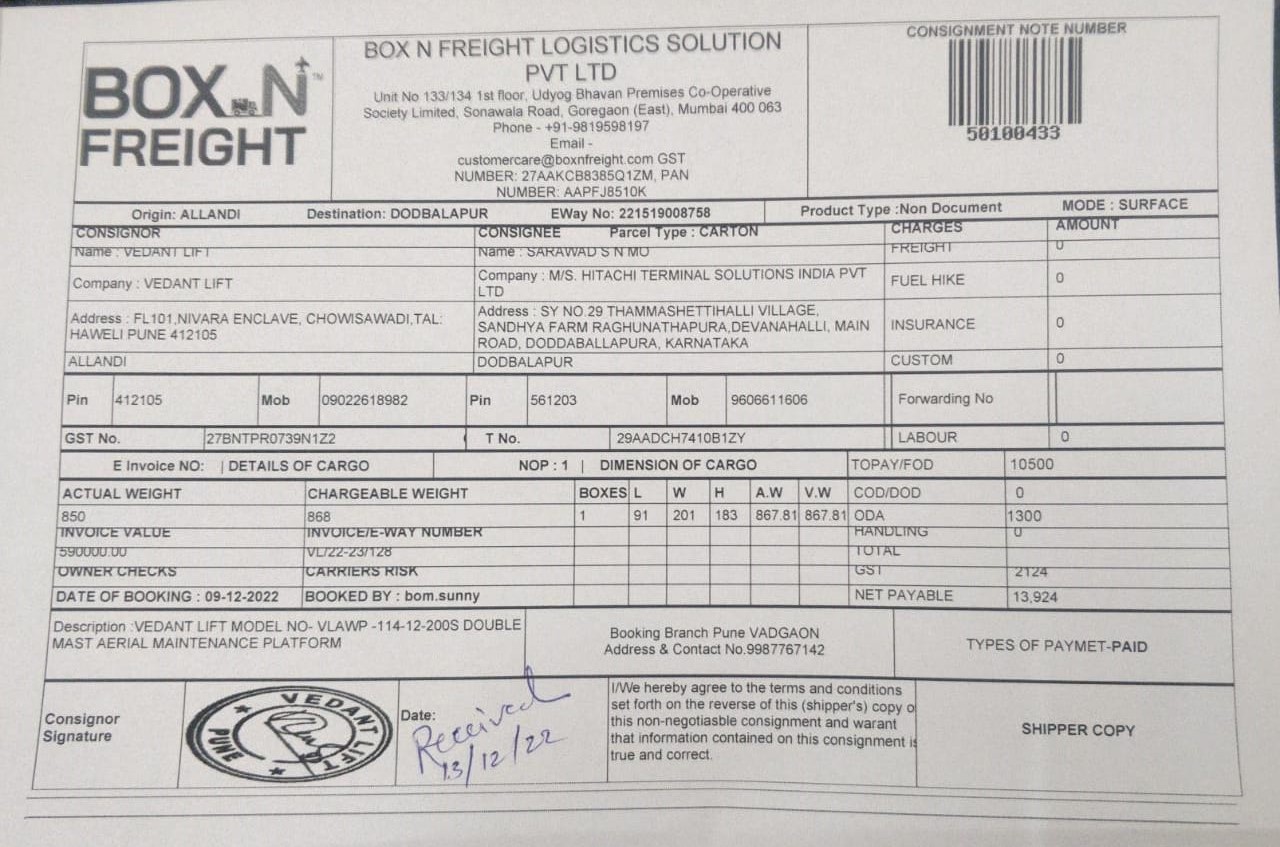 BOX N FREIGHT
BOX N FREIGHT LOGISTICS SOLUTION
PVT LTD
Unit No 133/134 1st floor, Udyog Bhavan Premises Co-Operative
Society Limited, Sonawala Road, Goregaon (East), Mumbai 400 063
Phone - +91-9819598197
Email -
customercare@boxnfreight.com GST
NUMBER: 27AAKCB8385Q1ZM, PAN
NUMBER: AAPFJ8510K
CONSIGNMENT NOTE NUMBER
50100433
Origin: ALLANDI Destination: DODBALAPUR EWay No: 221519008758 Product Type :Non Document MODE : SURFACE
CONSIGNOR CONSIGNEE Parcel Type : CARTON CHARGES AMOUNT
Name : VEDANT LIFT Name : SARAWAD S N MO FREIGHT 0
Company : VEDANT LIFT Company : M/S. HITACHI TERMINAL SOLUTIONS INDIA PVT LTD FUEL HIKE 0
Address : FL101,NIVARA ENCLAVE, CHOWISAWADI,TAL:
HAWELI PUNE 412105
Address : SY NO.29 THAMMASHETTIHALLI VILLAGE,
SANDHYA FARM RAGHUNATHAPURA,DEVANAHALLI, MAIN
ROAD, DODDABALLAPURA, KARNATAKA
INSURANCE 0
ALLANDI DODBALAPUR CUSTOM 0
Pin 412105 Mob 09022618982 Pin 561203 Mob 9606611606 Forwarding No
GST No. 27BNTPR0739N1Z2 T No. 29AADCH7410B1ZY LABOUR 0
E Invoice NO: | DETAILS OF CARGO NOP : 1 | DIMENSION OF CARGO TOPAY/FOD 10500
ACTUAL WEIGHT CHARGEABLE WEIGHT BOXES L W H A.W V.W COD/DOD 0
850 868 1 91 201 183 867.81 867.81 ODA 1300
INVOICE VALUE INVOICE/E-WAY NUMBER HANDLING 0
590000.00 VL/22-23/128 TOTAL
OWNER CHECKS CARRIERS RISK GST 2124
DATE OF BOOKING : 09-12-2022 BOOKED BY : bom.sunny NET PAYABLE 13,924
Description :VEDANT LIFT MODEL NO- VLAWP -114-12-200S DOUBLE
MAST AERIAL MAINTENANCE PLATFORM
Booking Branch Pune VADGAON
Address & Contact No.9987767142
TYPES OF PAYMET-PAID
Consignor
Signature
VEDANT LIFT
PUNE
Date:
Received
13/12/22
I/We hereby agree to the terms and conditions
set forth on the reverse of this (shipper's) copy o
this non-negotiasble consignment and warant
that information contained on this consignment is
true and correct.
SHIPPER COPY